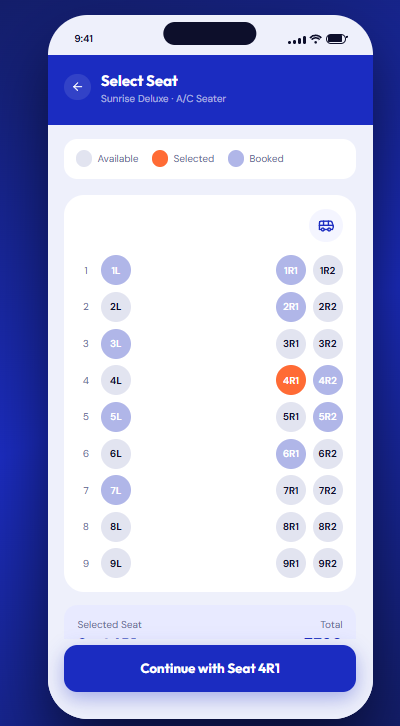 9:41
Select Seat
Sunrise Deluxe · A/C Seater
Available Selected Booked
1 1L 1R1 1R2
2 2L 2R1 2R2
3 3L 3R1 3R2
4 4L 4R1 4R2
5 5L 5R1 5R2
6 6L 6R1 6R2
7 7L 7R1 7R2
8 8L 8R1 8R2
9 9L 9R1 9R2
Selected Seat Total
Continue with Seat 4R1